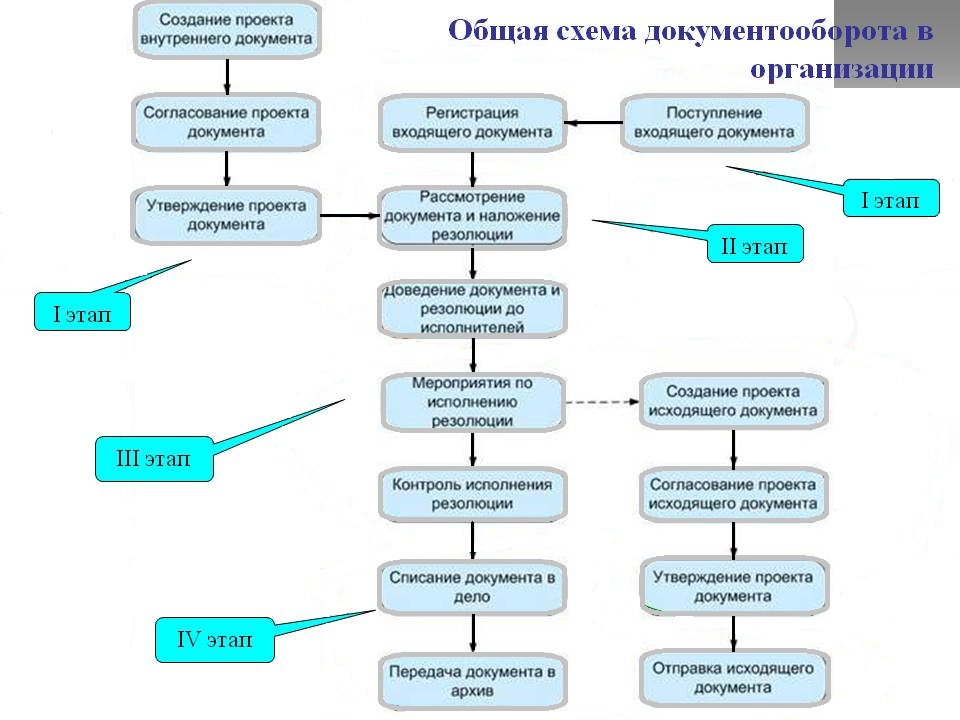 Общая схема документооборота в
организации
Создание проекта
внутреннего документа
Согласование проекта
документа
Утверждение проекта
документа
I этап
Регистрация
входящего документа
Поступление
входящего документа
I этап
Рассмотрение
документа и наложение
резолюции
II этап
Доведение документа и
резолюции до
исполнителей
Мероприятия по
исполнению
резолюции
III этап
Контроль исполнения
резолюции
Списание документа в
дело
IV этап
Передача документа в
архив
Создание проекта
исходящего документа
Согласование проекта
исходящего документа
Утверждение проекта
документа
Отправка исходящего
документа